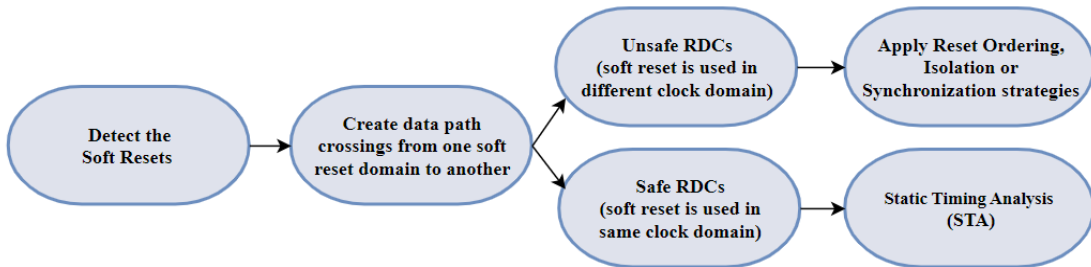 Detect the
Soft Resets
Create data path
crossings from one soft
reset domain to another
Unsafe RDCs
(soft reset is used in
different clock domain)
Apply Reset Ordering,
Isolation or
Synchronization strategies
Safe RDCs
(soft reset is used in
same clock domain)
Static Timing Analysis
(STA)